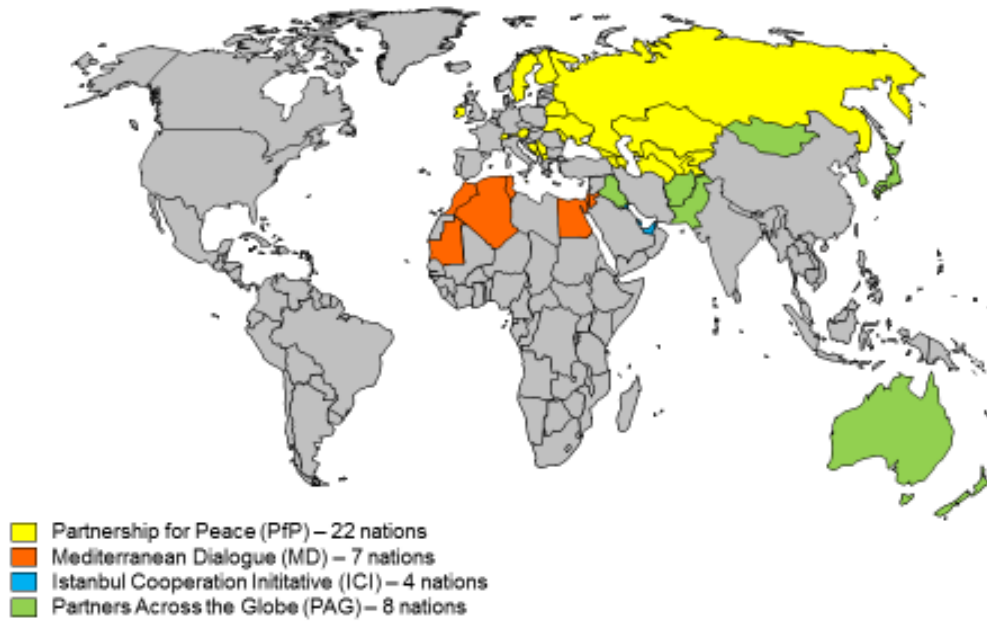 Partnership for Peace (PfP) – 22 nations
Mediterranean Dialogue (MD) – 7 nations
Istanbul Cooperation Inititative (ICI) – 4 nations
Partners Across the Globe (PAG) – 8 nations